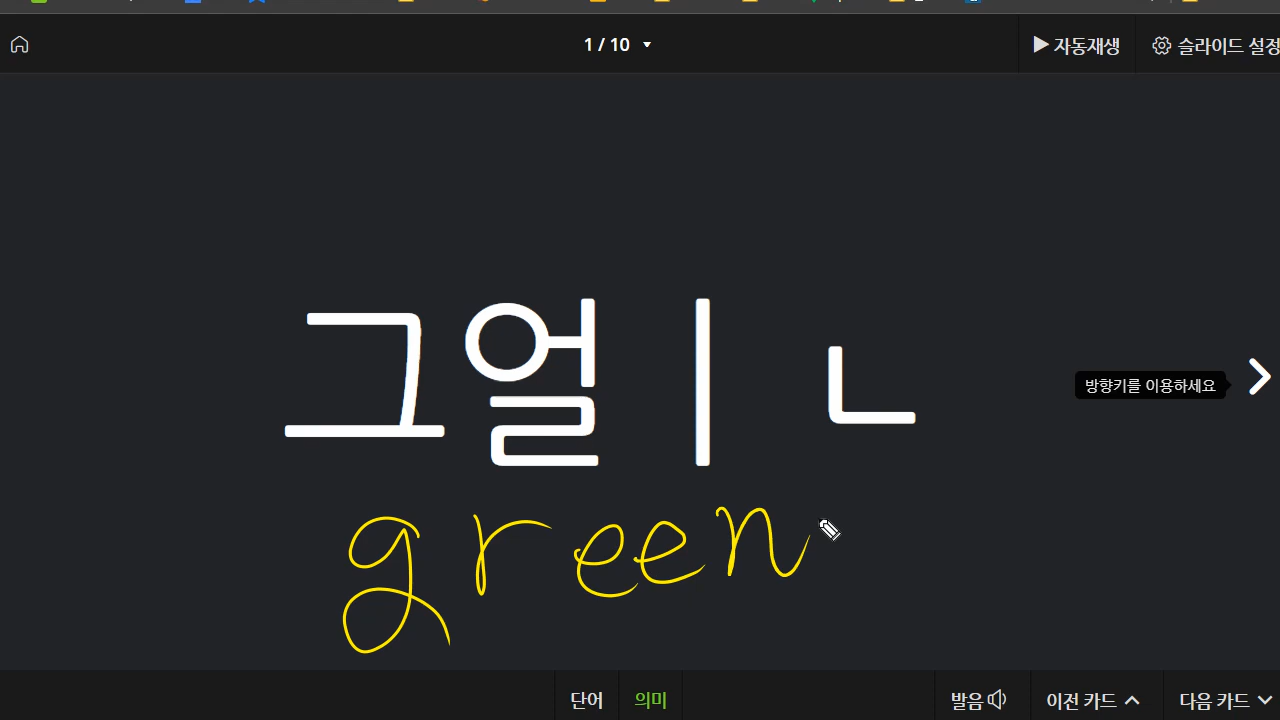 1 / 10
자동재생
슬라이드 설정
그얼ㅣㄴ
방향키를 이용하세요
green
단어
의미
발음
이전 카드
다음 카드